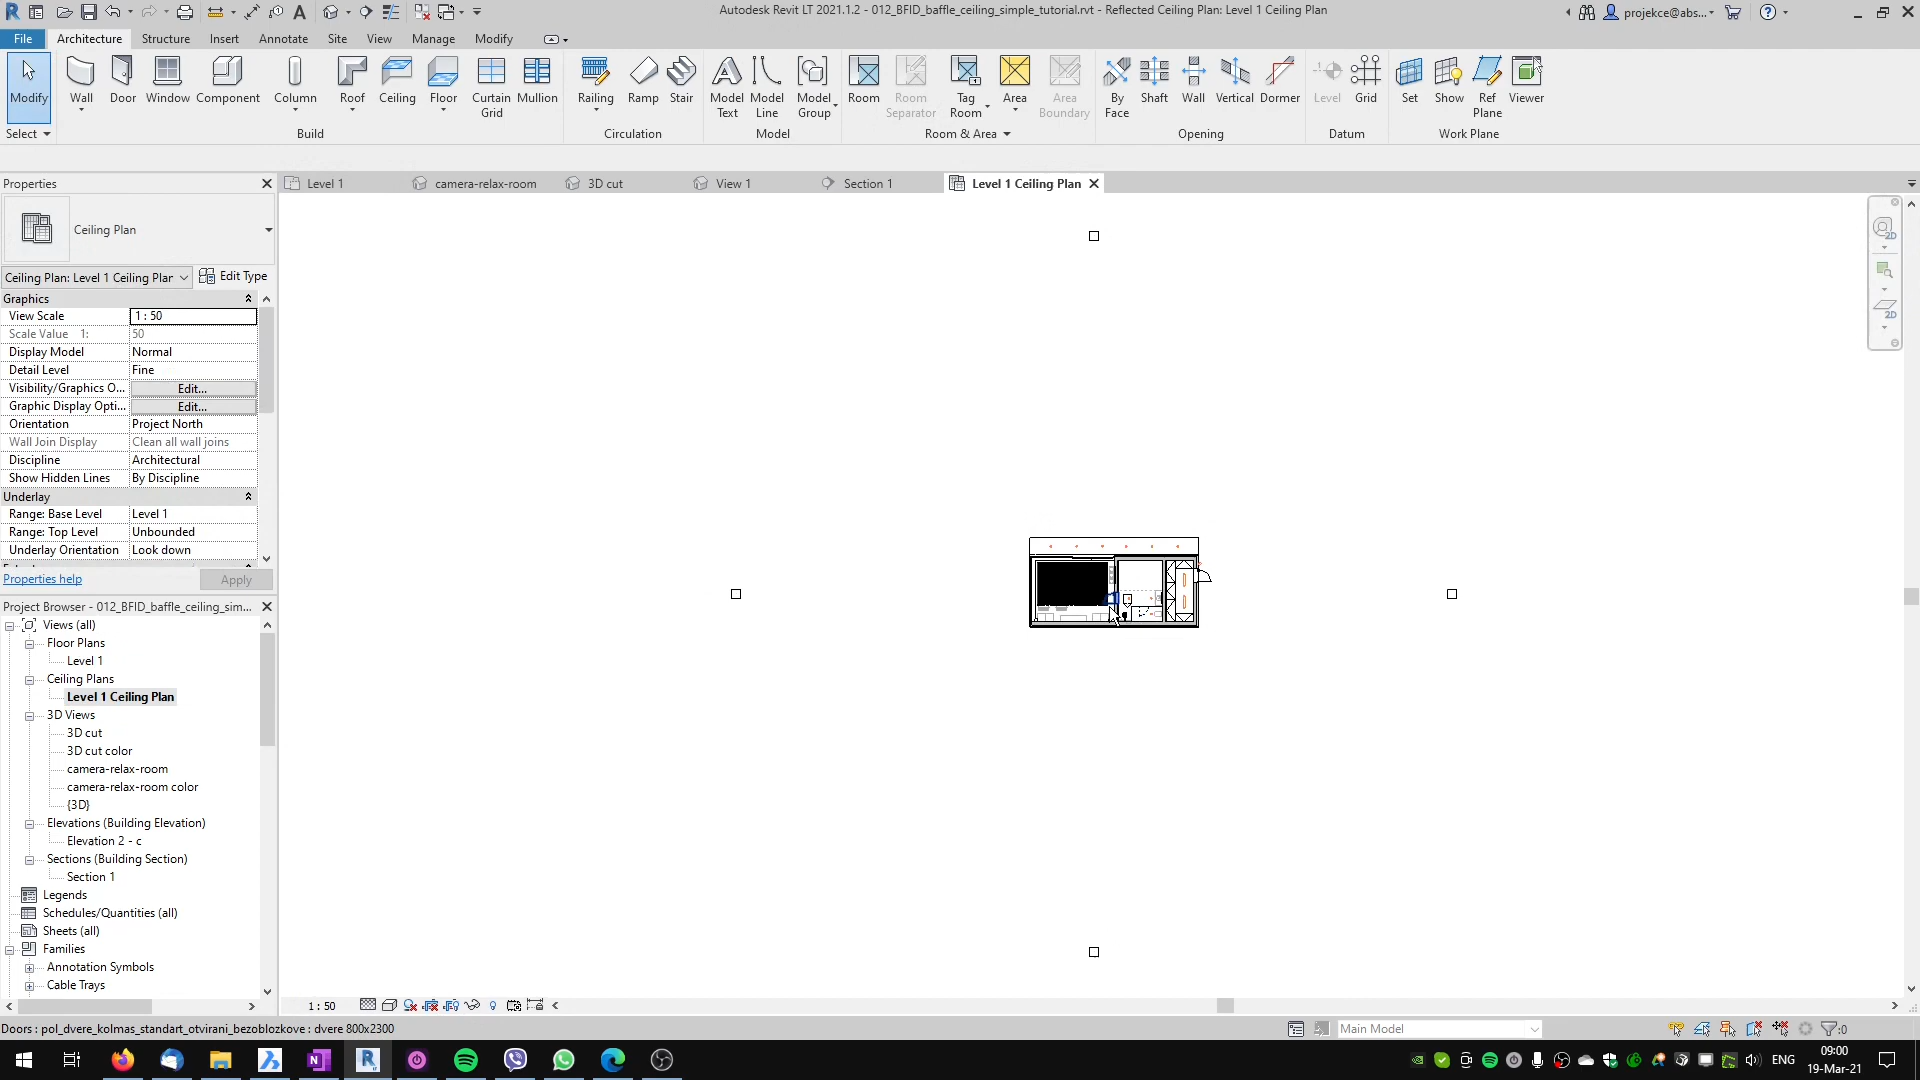 Autodesk Revit LT 2021.1.2 - 012_BFID_baffle_ceiling_simple_tutorial.rvt - Reflected Ceiling Plan: Level 1 Ceiling Plan
projekce@abs...
File
Architecture
Structure
Insert
Annotate
Site
View
Manage
Modify
Modify
Wall
Door
Window
Component
Column
Roof
Ceiling
Floor
Curtain Grid
Mullion
Railing
Ramp
Stair
Model Text
Model Line
Model Group
Room
Room Separator
Tag Room
Area
Area Boundary
By Face
Shaft
Wall
Vertical
Dormer
Level
Grid
Set
Show
Ref Plane
Viewer
Select
Build
Circulation
Model
Room & Area
Opening
Datum
Work Plane
Properties
Level 1
camera-relax-room
3D cut
View 1
Section 1
Level 1 Ceiling Plan
Ceiling Plan
Ceiling Plan: Level 1 Ceiling Plar
Edit Type
Graphics
View Scale 1 : 50
Scale Value 1: 50
Display Model Normal
Detail Level Fine
Visibility/Graphics O... Edit...
Graphic Display Opti... Edit...
Orientation Project North
Wall Join Display Clean all wall joins
Discipline Architectural
Show Hidden Lines By Discipline
Underlay
Range: Base Level Level 1
Range: Top Level Unbounded
Underlay Orientation Look down
Properties help
Apply
Project Browser - 012_BFID_baffle_ceiling_sim...
Views (all)
Floor Plans
Level 1
Ceiling Plans
Level 1 Ceiling Plan
3D Views
3D cut
3D cut color
camera-relax-room
camera-relax-room color
{3D}
Elevations (Building Elevation)
Elevation 2 - c
Sections (Building Section)
Section 1
Legends
Schedules/Quantities (all)
Sheets (all)
Families
Annotation Symbols
Cable Trays
1 : 50
Doors : pol_dvere_kolmas_standart_otvirani_bezoblozkove : dvere 800x2300
Main Model
:0
ENG
09:00
19-Mar-21